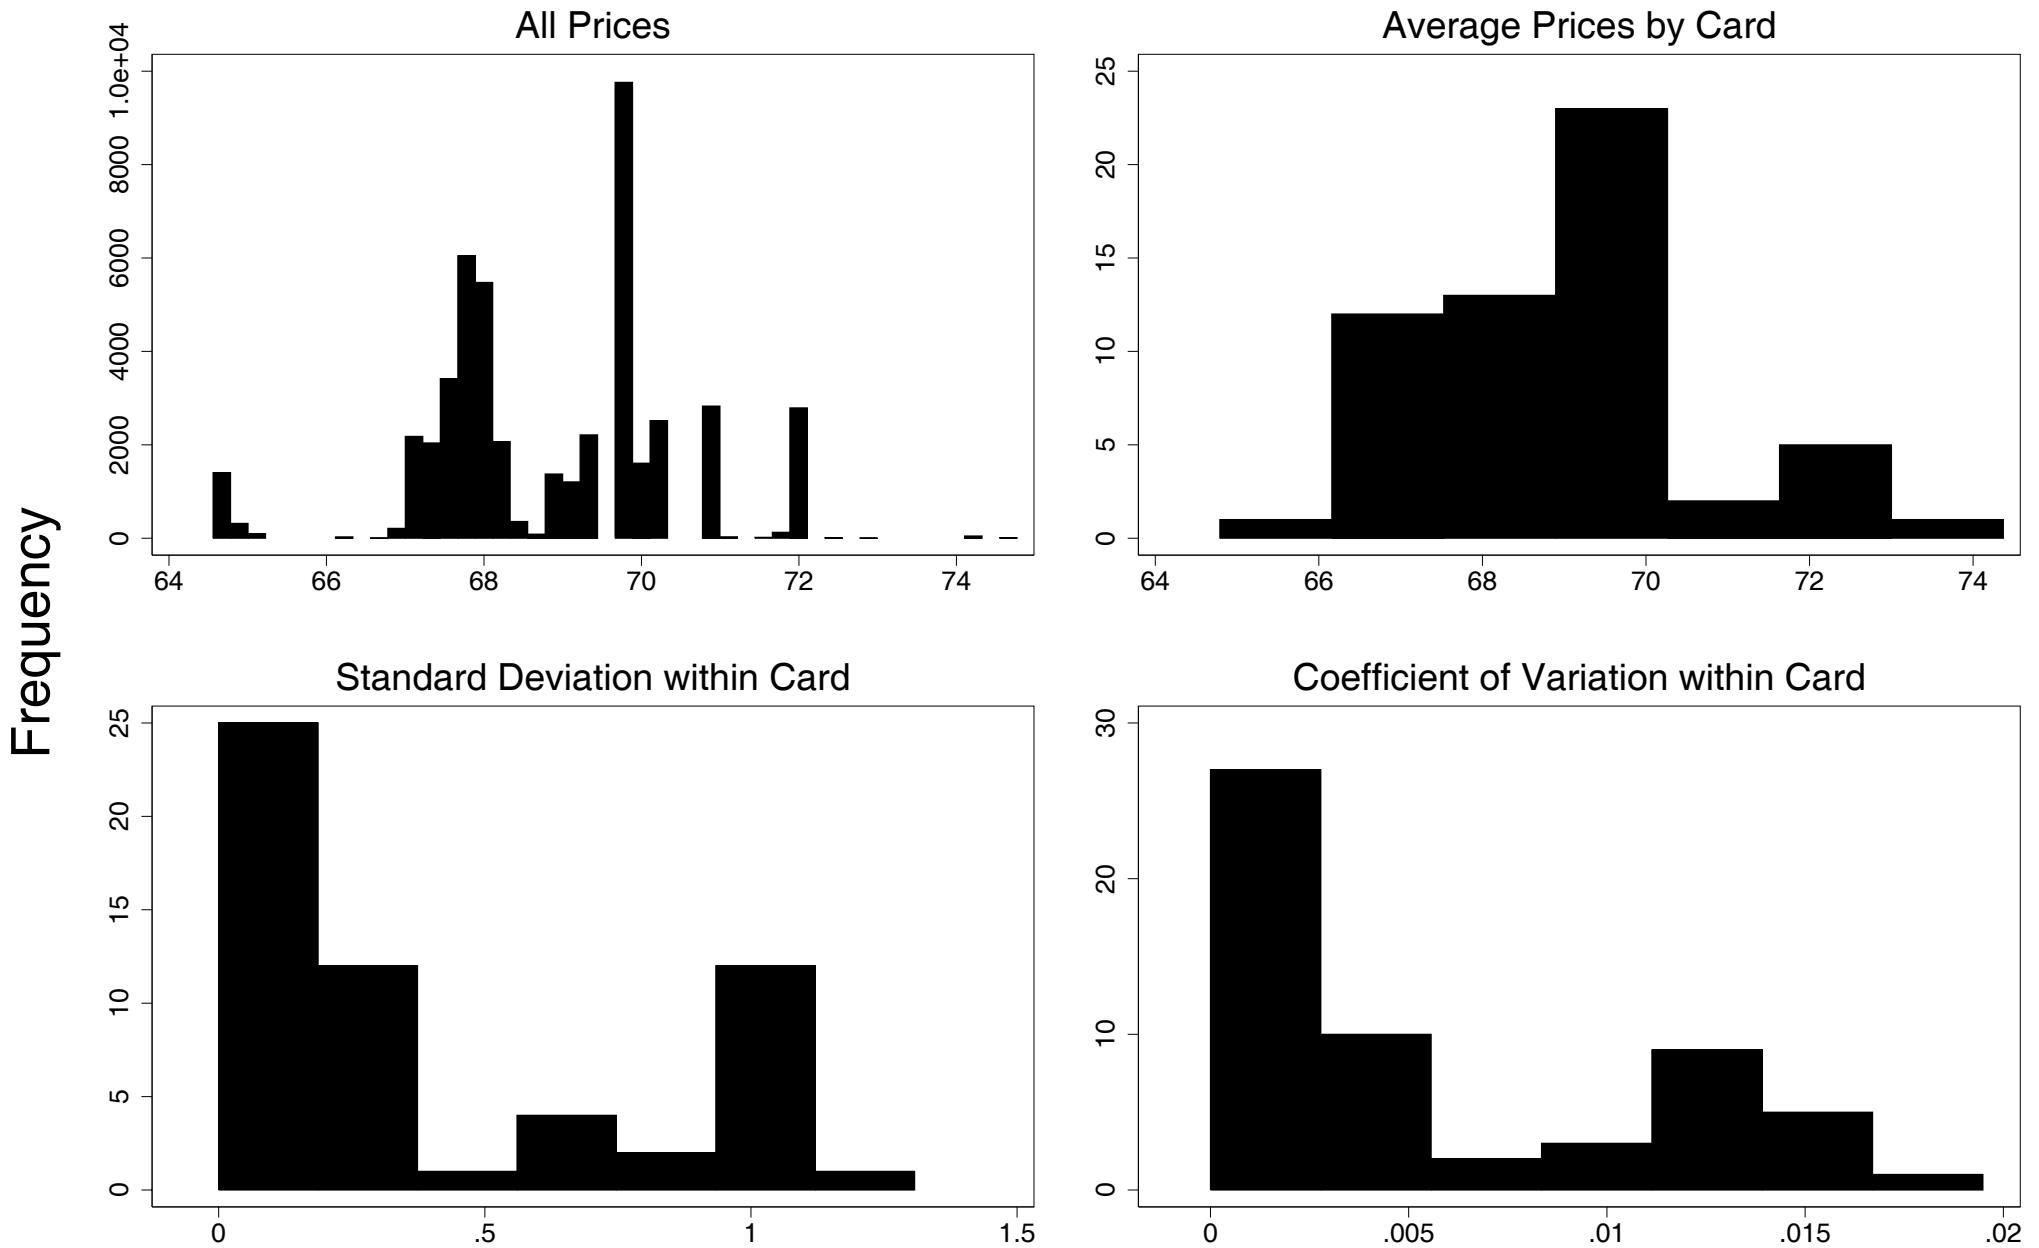 Frequency
All Prices
1.0e+04
8000
6000
4000
2000
0
64 66 68 70 72 74
Average Prices by Card
25
20
15
10
5
0
64 66 68 70 72 74
Standard Deviation within Card
25
20
15
10
5
0
0 .5 1 1.5
Coefficient of Variation within Card
30
20
10
0
0 .005 .01 .015 .02